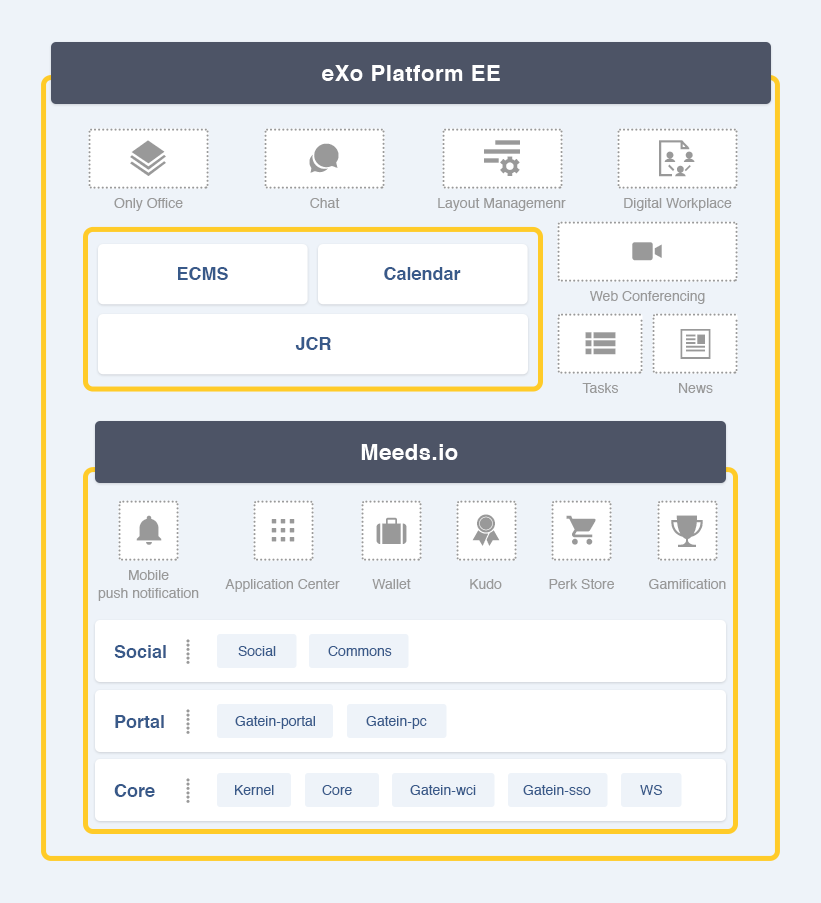 eXo Platform EE
Only Office
Chat
Layout Managemenr
Digital Workplace
ECMS
Calendar
JCR
Web Conferencing
Tasks
News
Meeds.io
Mobile
push notification
Application Center
Wallet
Kudo
Perk Store
Gamification
Social
Social
Commons
Portal
Gatein-portal
Gatein-pc
Core
Kernel
Core
Gatein-wci
Gatein-sso
WS